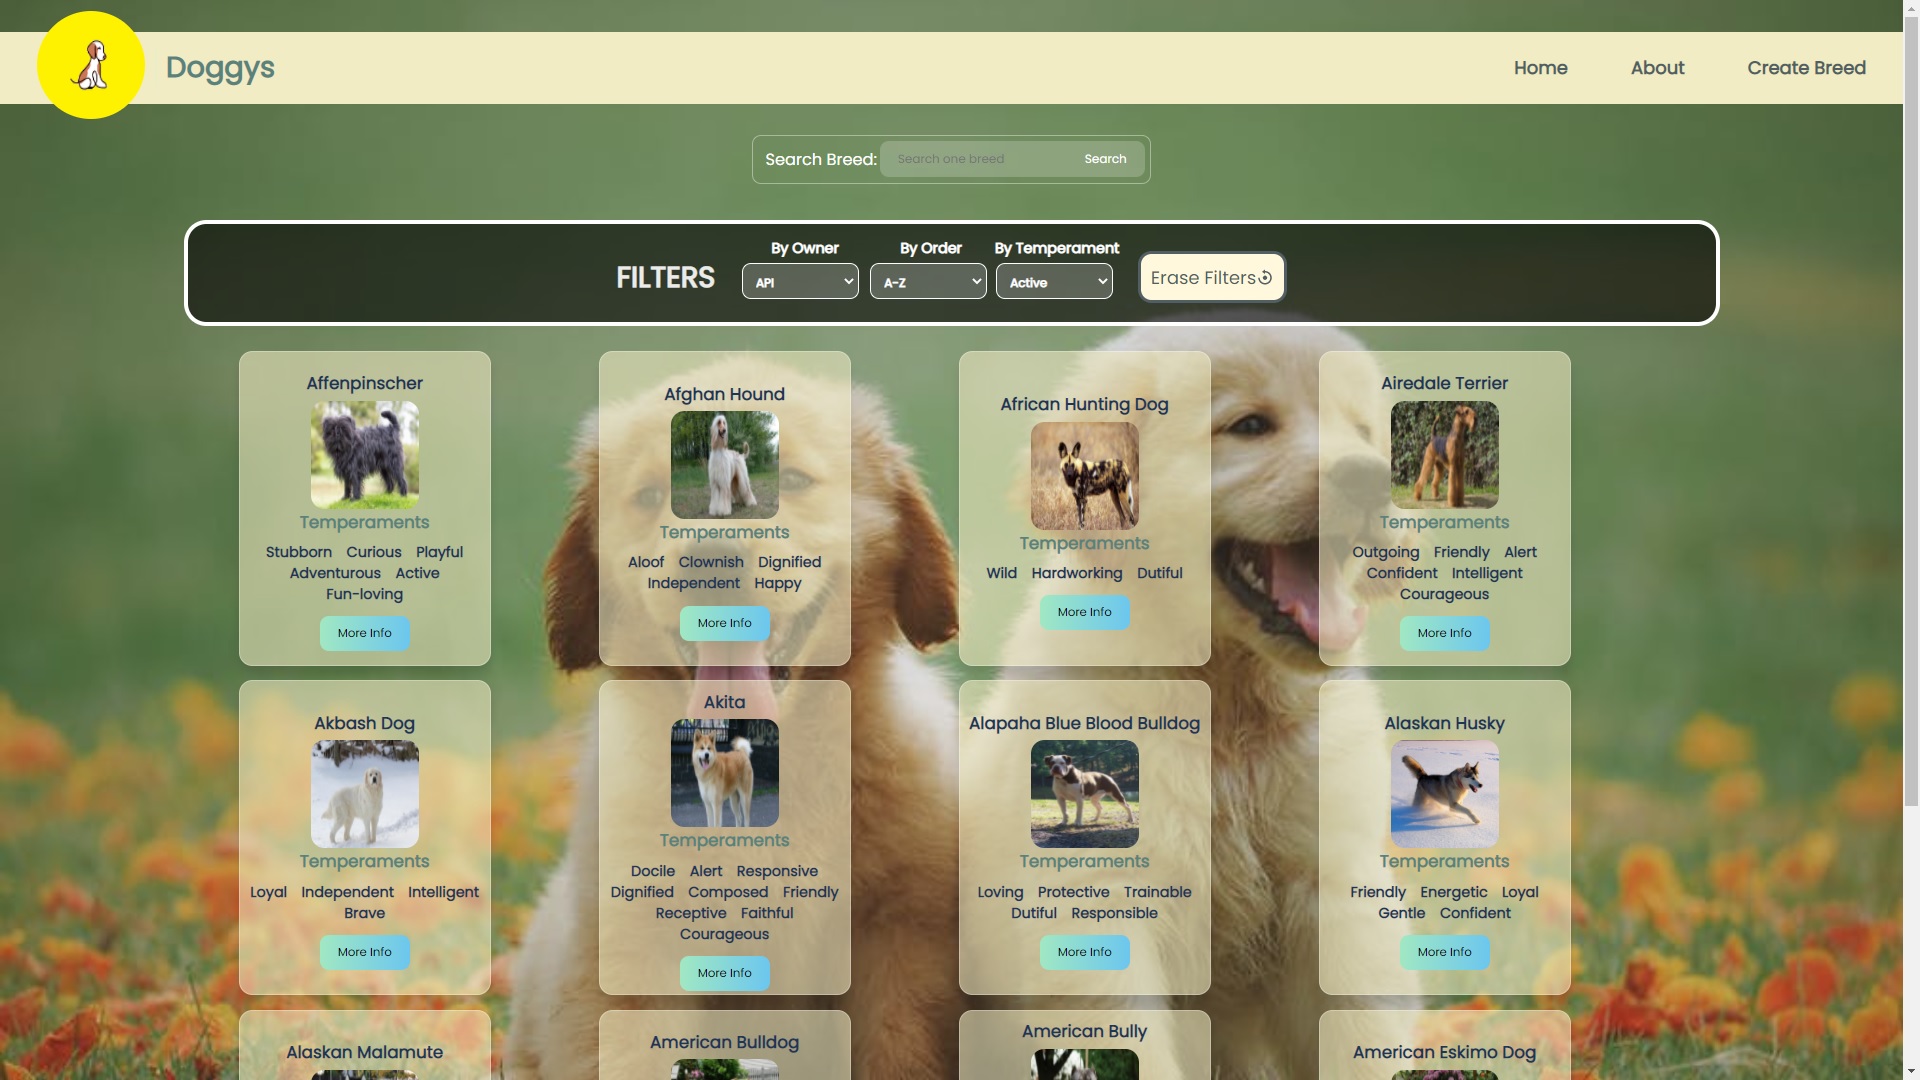 Doggys
Home
About
Create Breed
Search Breed:
Search one breed
Search
FILTERS
By Owner
API
By Order
A-Z
By Temperament
Active
Erase Filters
Affenpinscher
Temperaments
Stubborn Curious Playful
Adventurous Active
Fun-loving
More Info
Afghan Hound
Temperaments
Aloof Clownish Dignified
Independent Happy
More Info
African Hunting Dog
Temperaments
Wild Hardworking Dutiful
More Info
Airedale Terrier
Temperaments
Outgoing Friendly Alert
Confident Intelligent
Courageous
More Info
Akbash Dog
Temperaments
Loyal Independent Intelligent
Brave
More Info
Akita
Temperaments
Docile Alert Responsive
Dignified Composed Friendly
Receptive Faithful
Courageous
More Info
Alapaha Blue Blood Bulldog
Temperaments
Loving Protective Trainable
Dutiful Responsible
More Info
Alaskan Husky
Temperaments
Friendly Energetic Loyal
Gentle Confident
More Info
Alaskan Malamute
American Bulldog
American Bully
American Eskimo Dog